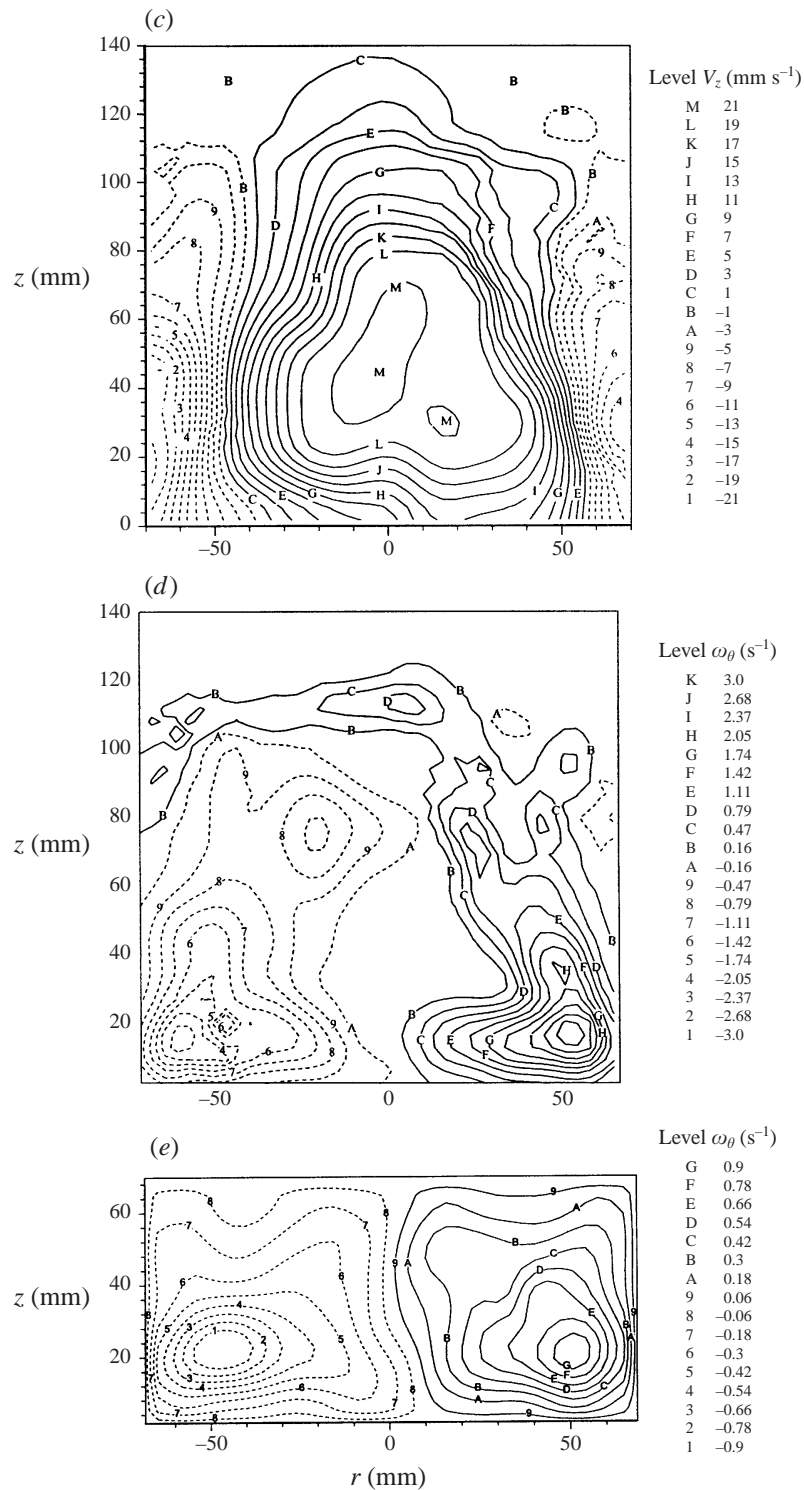 (c)
140
120
100
80
60
40
20
0
z (mm)
−50 0 50
Level V_z (mm s⁻¹)
M 21
L 19
K 17
J 15
I 13
H 11
G 9
F 7
E 5
D 3
C 1
B −1
A −3
9 −5
8 −7
7 −9
6 −11
5 −13
4 −15
3 −17
2 −19
1 −21
(d)
140
120
100
80
60
40
20
z (mm)
−50 0 50
Level ω_θ (s⁻¹)
K 3.0
J 2.68
I 2.37
H 2.05
G 1.74
F 1.42
E 1.11
D 0.79
C 0.47
B 0.16
A −0.16
9 −0.47
8 −0.79
7 −1.11
6 −1.42
5 −1.74
4 −2.05
3 −2.37
2 −2.68
1 −3.0
(e)
60
40
20
z (mm)
−50 0 50
r (mm)
Level ω_θ (s⁻¹)
G 0.9
F 0.78
E 0.66
D 0.54
C 0.42
B 0.3
A 0.18
9 0.06
8 −0.06
7 −0.18
6 −0.3
5 −0.42
4 −0.54
3 −0.66
2 −0.78
1 −0.9